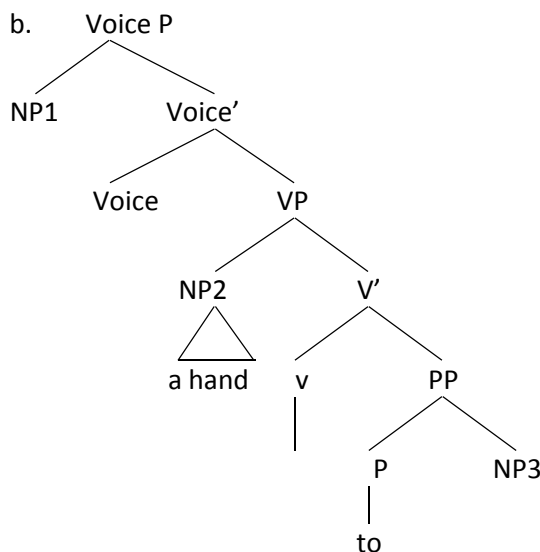 b. Voice P
NP1 Voice’
Voice VP
NP2 V’
a hand v PP
P NP3
to